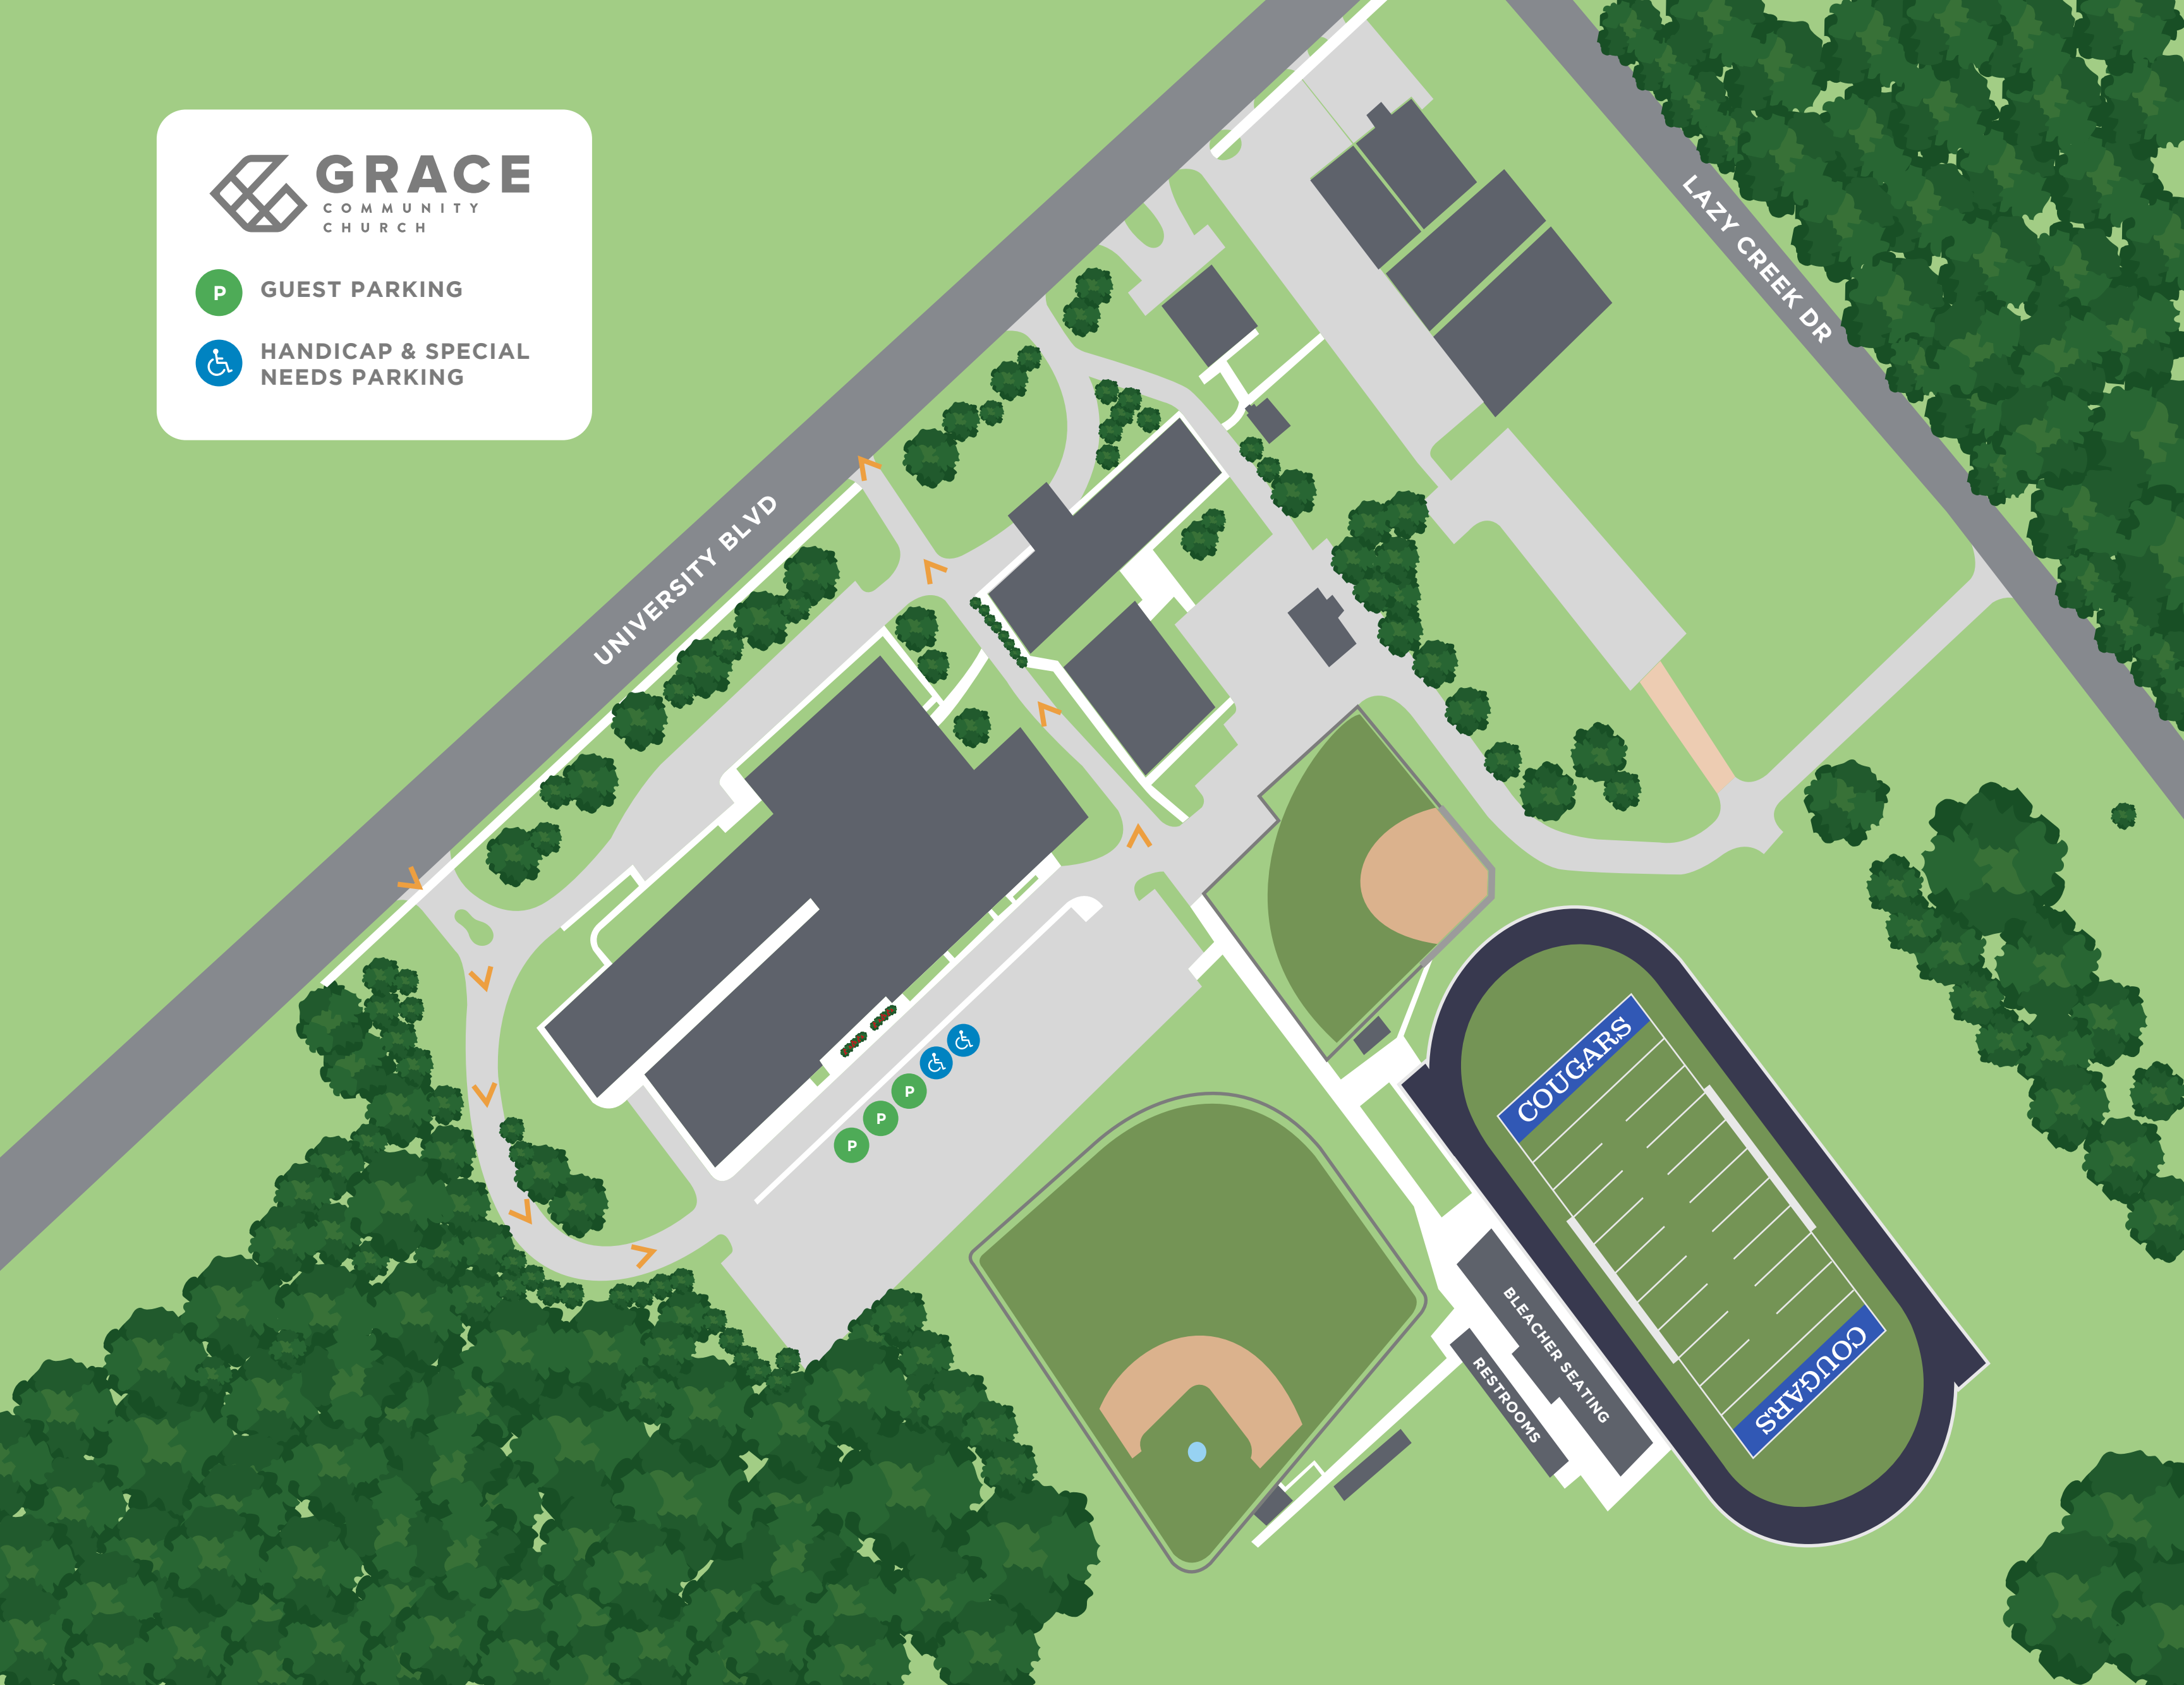 GRACE
COMMUNITY
CHURCH
P GUEST PARKING
HANDICAP & SPECIAL
NEEDS PARKING
LAZY CREEK DR
UNIVERSITY BLVD
COUGARS
P
P
P
BLEACHER SEATING
RESTROOMS
COUGARS